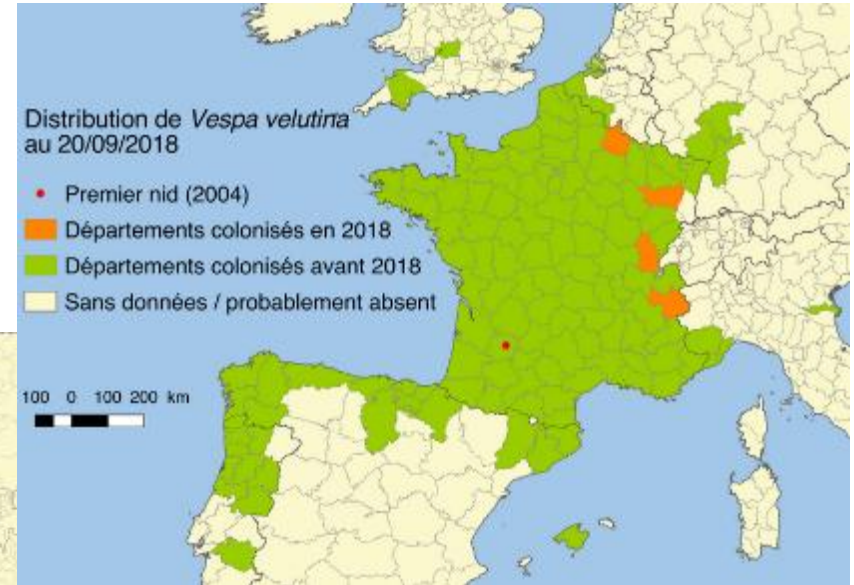 Distribution de Vespa velutina
au 20/09/2018
Premier nid (2004)
Départements colonisés en 2018
Départements colonisés avant 2018
Sans données / probablement absent
100 0 100 200 km